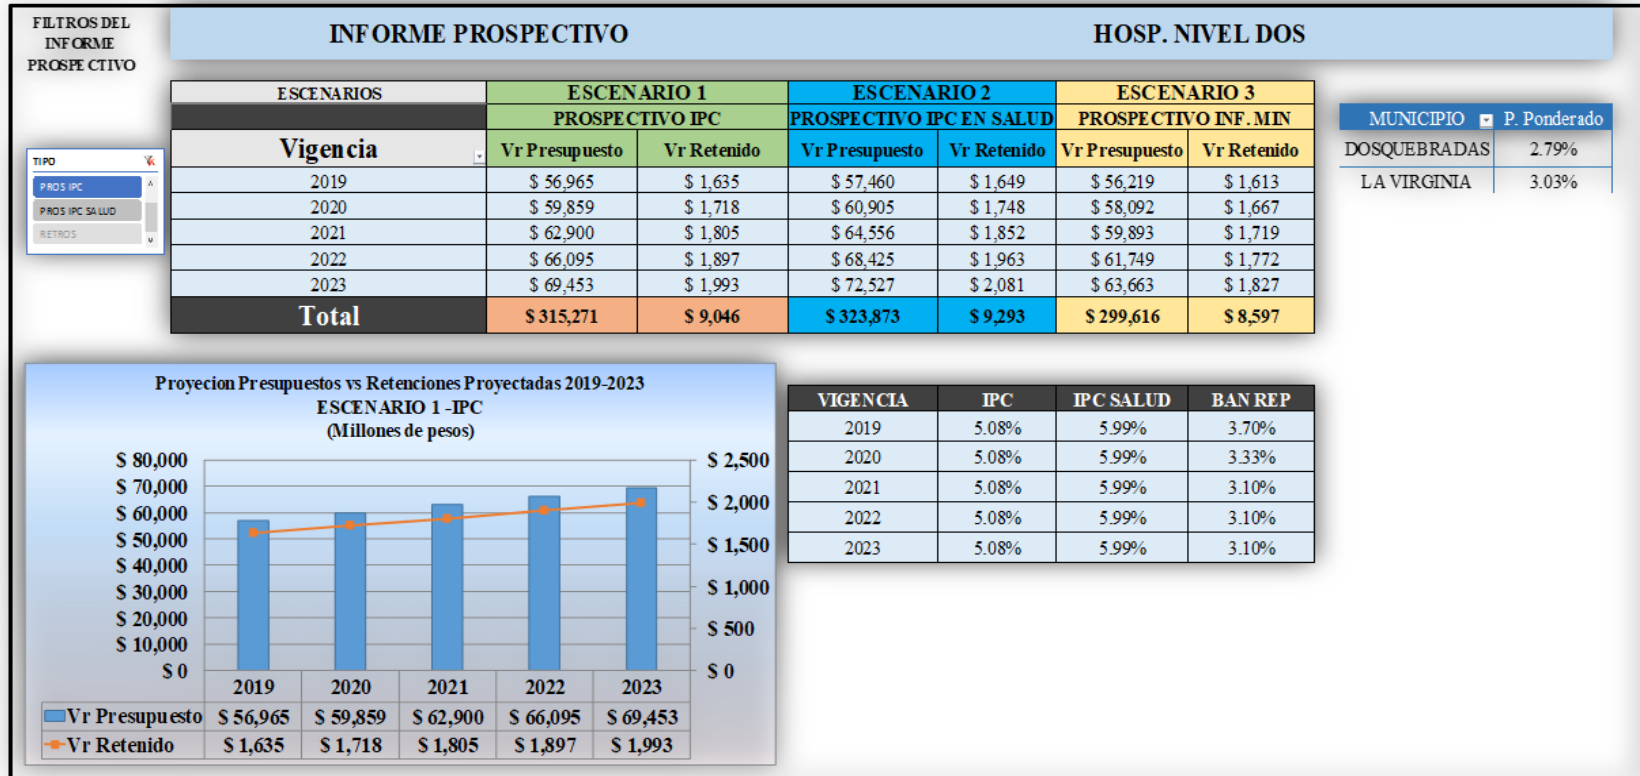 FILTROS DEL
INFORME
PROSPECTIVO
INFORME PROSPECTIVO HOSP. NIVEL DOS
ESCENARIOS ESCENARIO 1 ESCENARIO 2 ESCENARIO 3
PROSPECTIVO IPC PROSPECTIVO IPC EN SALUD PROSPECTIVO INF. MIN
Vigencia Vr Presupuesto Vr Retenido Vr Presupuesto Vr Retenido Vr Presupuesto Vr Retenido
2019 $ 56,965 $ 1,635 $ 57,460 $ 1,649 $ 56,219 $ 1,613
2020 $ 59,859 $ 1,718 $ 60,905 $ 1,748 $ 58,092 $ 1,667
2021 $ 62,900 $ 1,805 $ 64,556 $ 1,852 $ 59,893 $ 1,719
2022 $ 66,095 $ 1,897 $ 68,425 $ 1,963 $ 61,749 $ 1,772
2023 $ 69,453 $ 1,993 $ 72,527 $ 2,081 $ 63,663 $ 1,827
Total $ 315,271 $ 9,046 $ 323,873 $ 9,293 $ 299,616 $ 8,597
MUNICIPIO P. Ponderado
DOSQUEBRADAS 2.79%
LA VIRGINIA 3.03%
TIPO
PROS IPC
PROS IPC SALUD
RETROS
Proyecion Presupuestos vs Retenciones Proyectadas 2019-2023
ESCENARIO 1 -IPC
(Millones de pesos)
$ 80,000
$ 70,000
$ 60,000
$ 50,000
$ 40,000
$ 30,000
$ 20,000
$ 10,000
$ 0
$ 2,500
$ 2,000
$ 1,500
$ 1,000
$ 500
$ 0
2019 2020 2021 2022 2023
Vr Presupuesto $ 56,965 $ 59,859 $ 62,900 $ 66,095 $ 69,453
Vr Retenido $ 1,635 $ 1,718 $ 1,805 $ 1,897 $ 1,993
VIGENCIA IPC IPC SALUD BAN REP
2019 5.08% 5.99% 3.70%
2020 5.08% 5.99% 3.33%
2021 5.08% 5.99% 3.10%
2022 5.08% 5.99% 3.10%
2023 5.08% 5.99% 3.10%